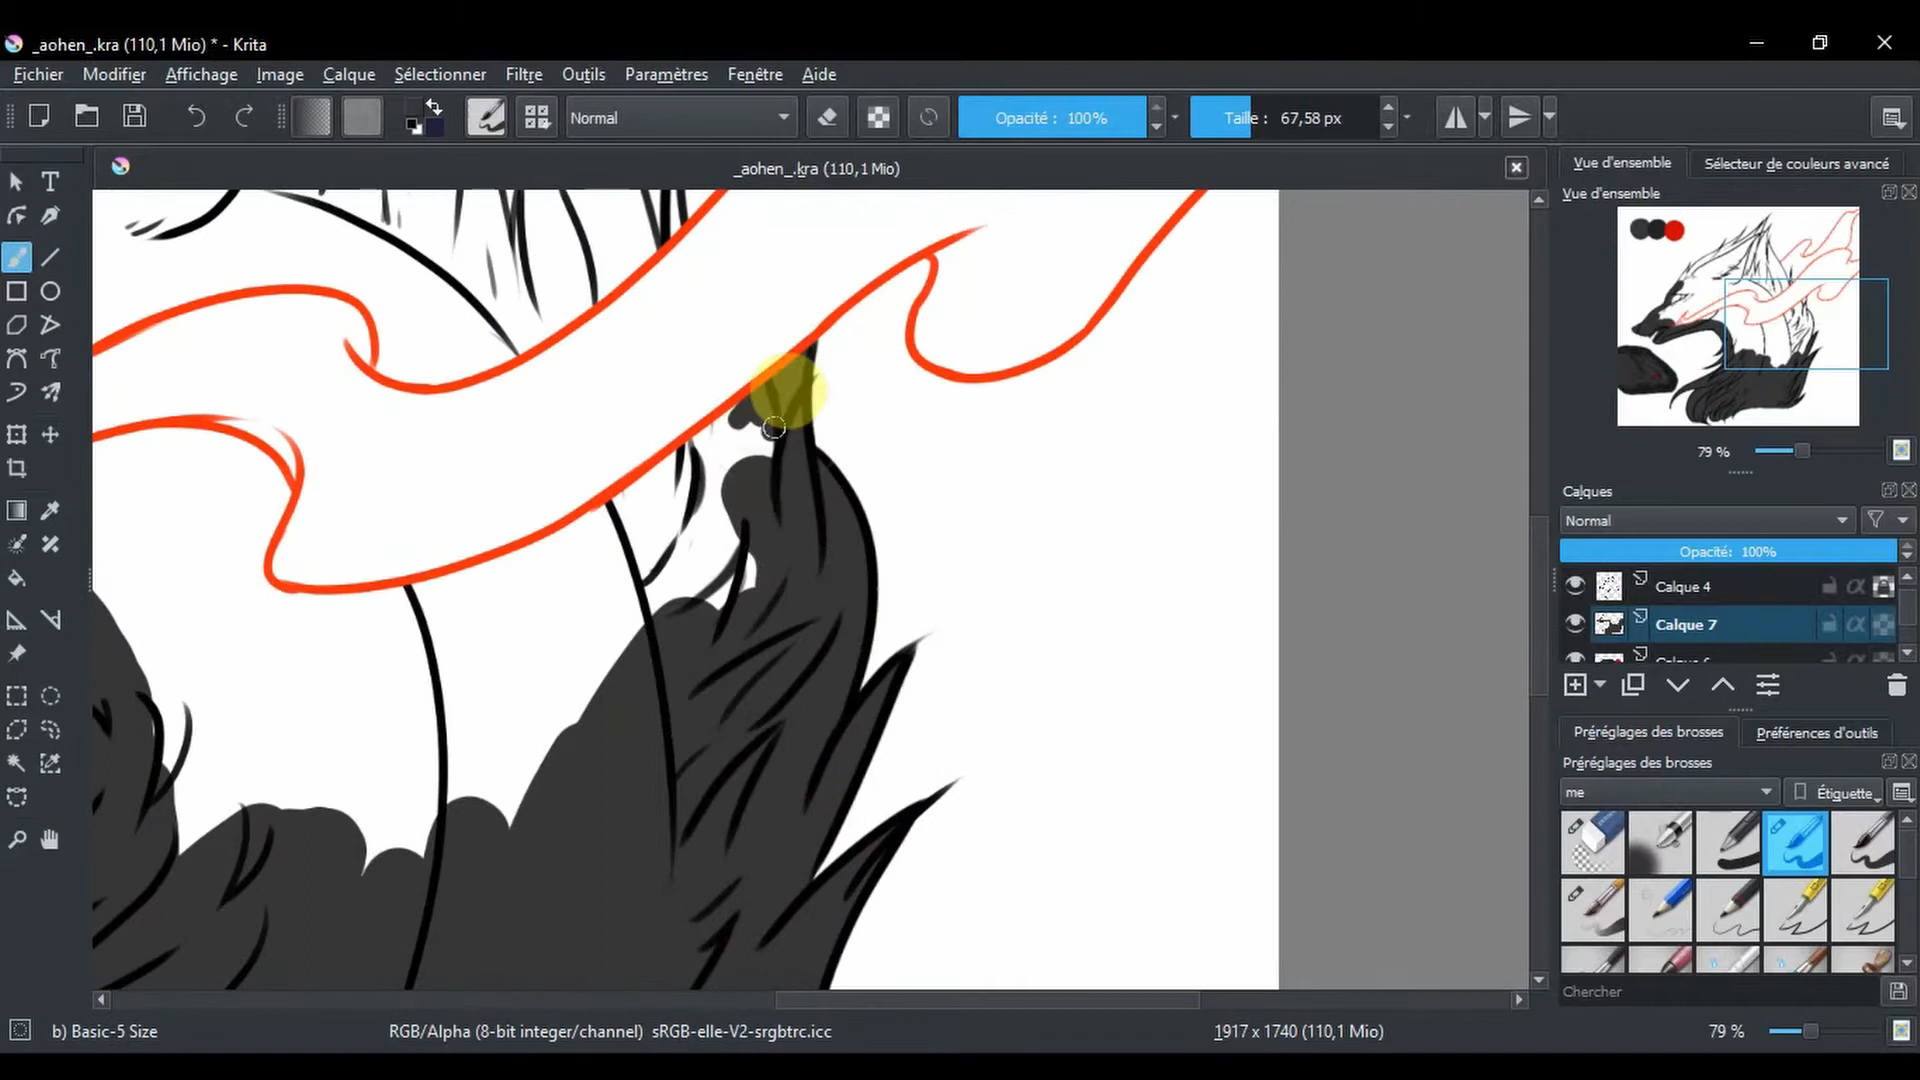 _aohen_.kra (110,1 Mio) * - Krita
Fichier Modifier Affichage Image Calque Sélectionner Filtre Outils Paramètres Fenêtre Aide
Normal
Opacité : 100%
Taille : 67,58 px
_aohen_.kra (110,1 Mio)
Vue d'ensemble
Sélecteur de couleurs avancé
Vue d'ensemble
79 %
Calques
Normal
Opacité: 100%
Calque 4
Calque 7
Préréglages des brosses
Préférences d'outils
Préréglages des brosses
me
Étiquette
Chercher
b) Basic-5 Size
RGB/Alpha (8-bit integer/channel) sRGB-elle-V2-srgbtrc.icc
1917 x 1740 (110,1 Mio)
79 %